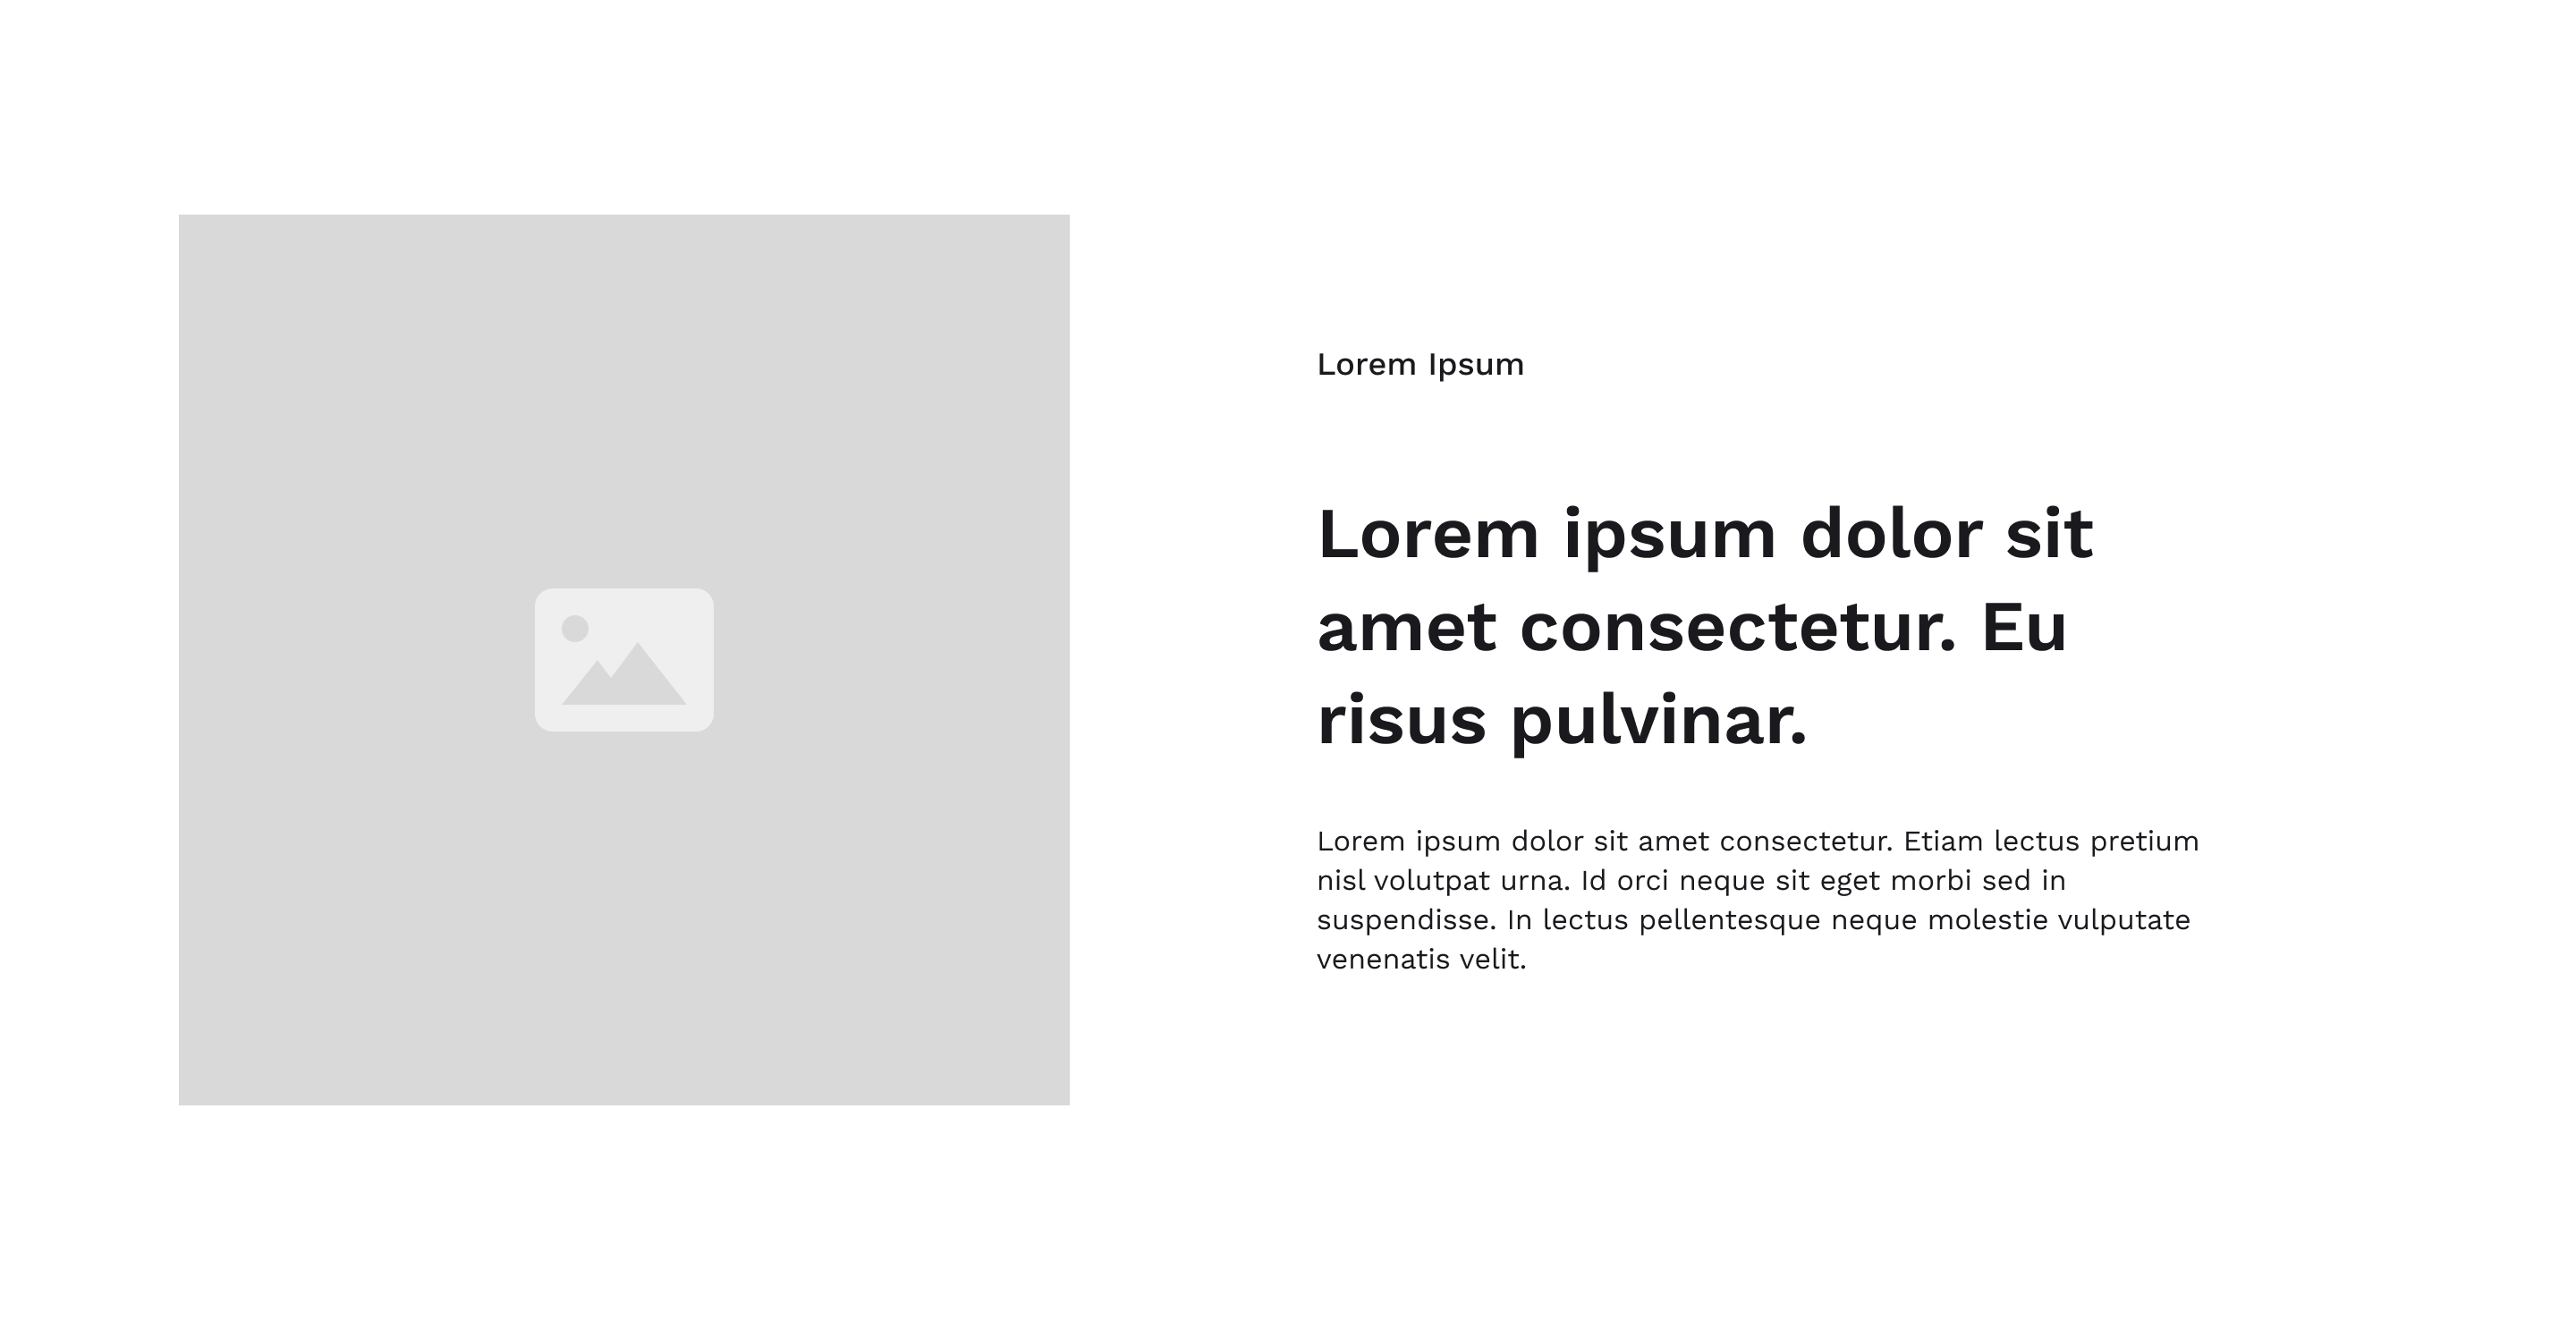 Lorem Ipsum
Lorem ipsum dolor sit
amet consectetur. Eu
risus pulvinar.
Lorem ipsum dolor sit amet consectetur. Etiam lectus pretium
nisl volutpat urna. Id orci neque sit eget morbi sed in
suspendisse. In lectus pellentesque neque molestie vulputate
venenatis velit.